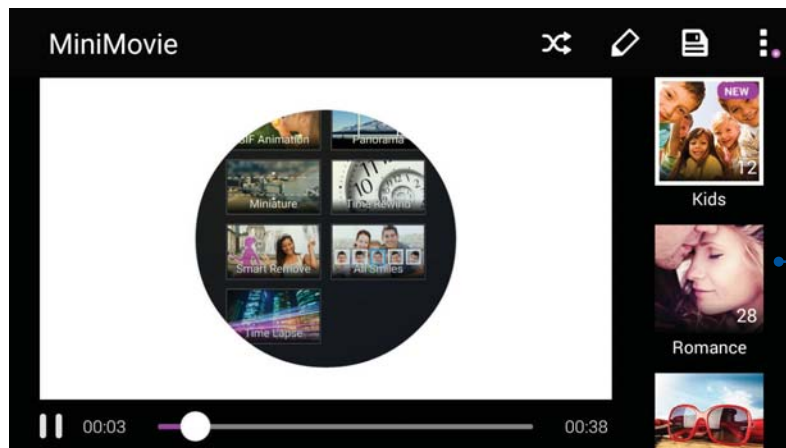 MiniMovie
GIF Animation Panorama
Miniature Time Rewind
Smart Remove All Smiles
Time Lapse
NEW
12
Kids
28
Romance
00:03 00:38